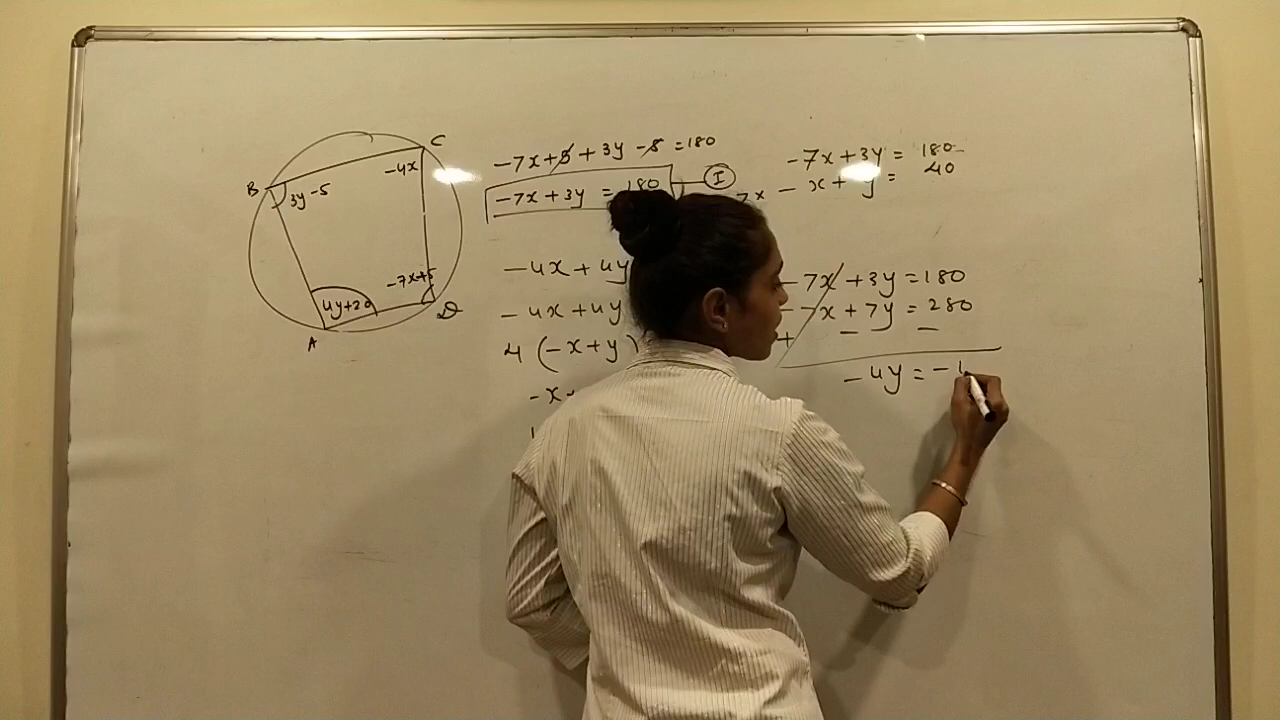 C
B
-4x
3y-5
-7x+5
4y+20
D
A
-7x+5+3y-5=180
-7x+3y = 180
I
-4x+4y
-4x+4y
4(-x+y)
-x+
-7x+3y = 180
-x+y = 40
7x
-7x+3y=180
-7x+7y=280
+ - -
-4y=-1